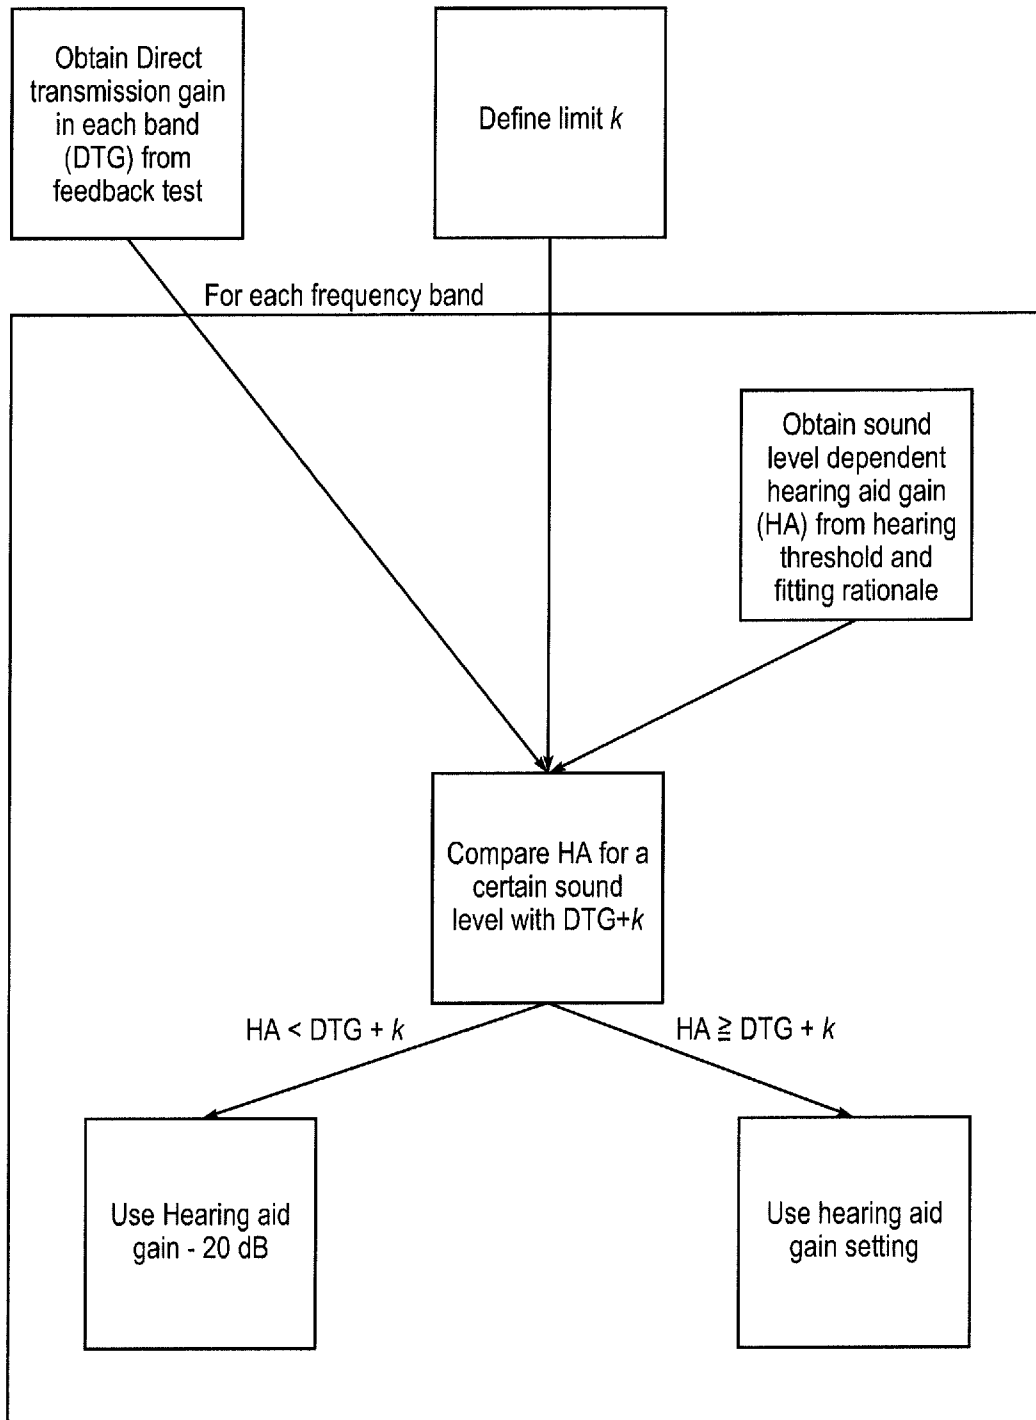 Obtain Direct
transmission gain
in each band
(DTG) from
feedback test
Define limit k
For each frequency band
Obtain sound
level dependent
hearing aid gain
(HA) from hearing
threshold and
fitting rationale
Compare HA for a
certain sound
level with DTG+k
HA < DTG + k
HA ≧ DTG + k
Use Hearing aid
gain - 20 dB
Use hearing aid
gain setting